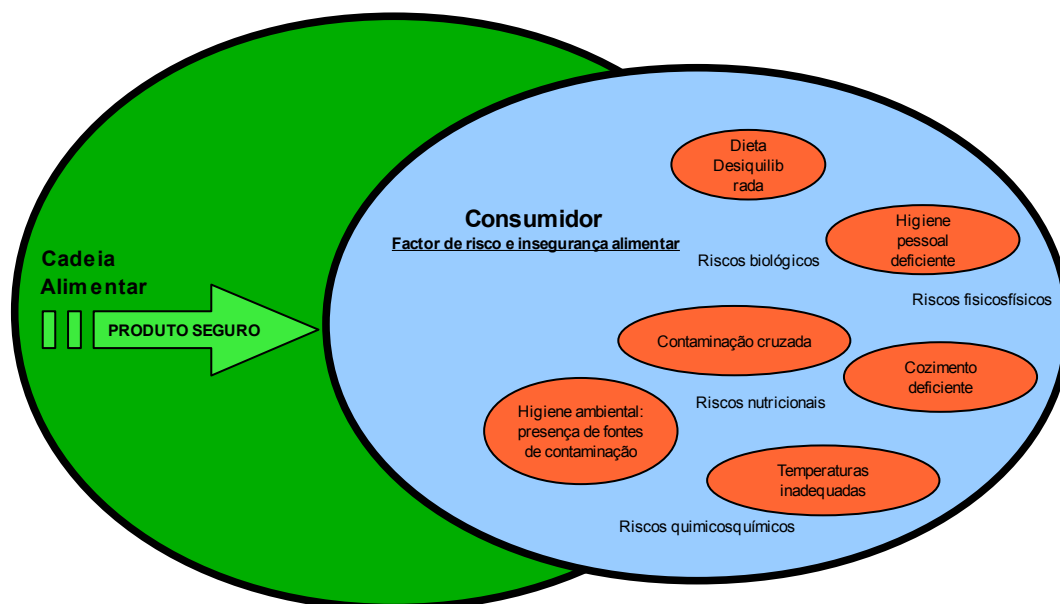 Dieta
Desiquilib
rada
Consumidor
Factor de risco e insegurança alimentar
Higiene
pessoal
deficiente
Riscos biológicos
Cadeia
Alimentar
Riscos fisicosfísicos
PRODUTO SEGURO
Contaminação cruzada
Cozimento
deficiente
Riscos nutricionais
Higiene ambiental:
presença de fontes
de contaminação
Temperaturas
inadequadas
Riscos quimicosquímicos